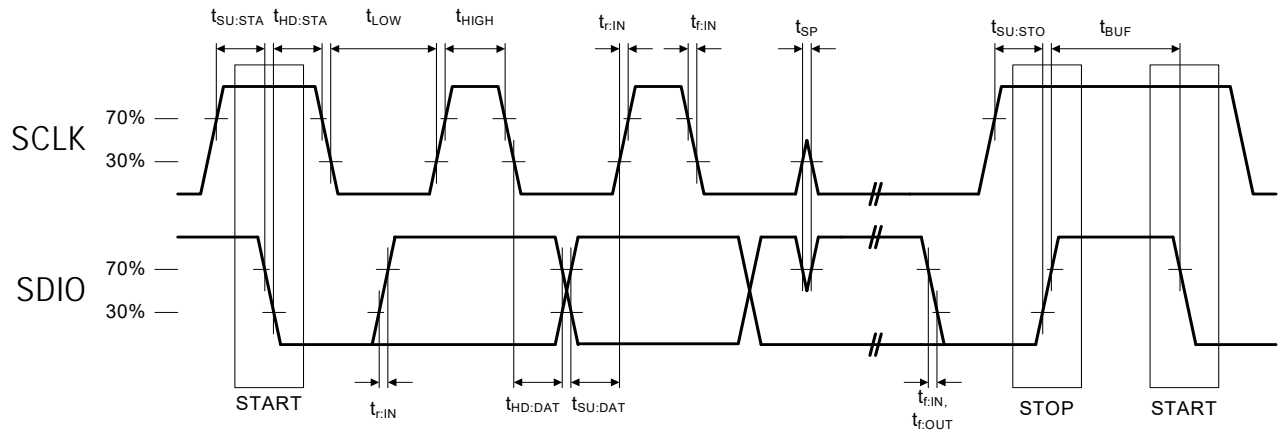 tSU:STA tHD:STA tLOW tHIGH tr:IN tf:IN tSP tSU:STO tBUF
SCLK
70%
30%
SDIO
70%
30%
START
tr:IN
tHD:DAT tSU:DAT
tf:IN,
tf:OUT
STOP
START